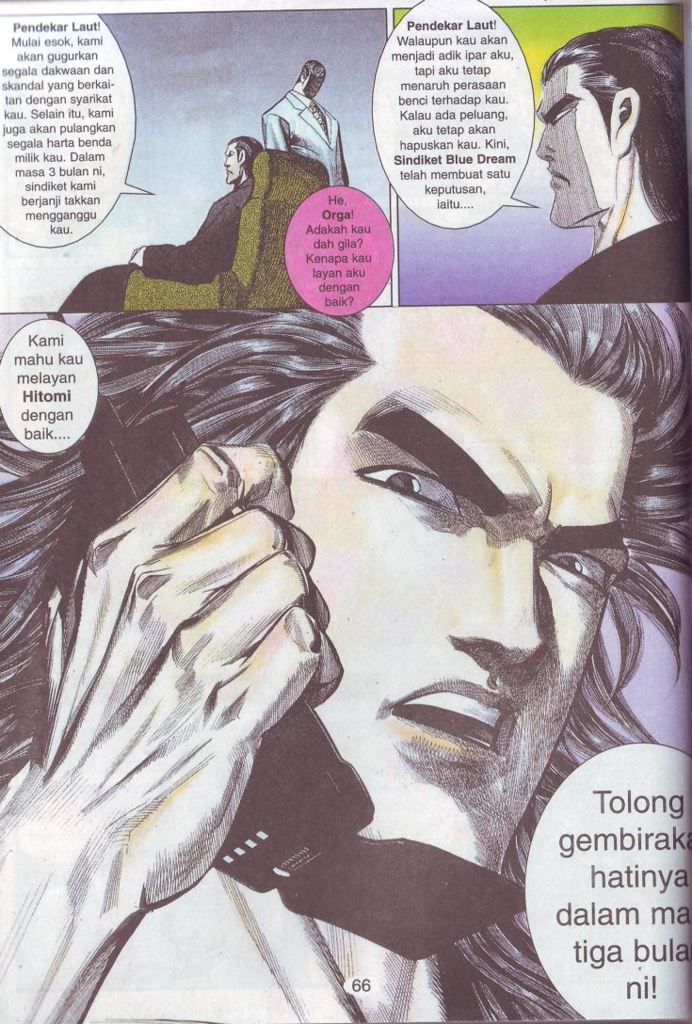 Pendekar Laut!
Mulai esok, kami
akan gugurkan
segala dakwaan dan
skandal yang berkai-
tan dengan syarikat
kau. Selain itu, kami
juga akan pulangkan
segala harta benda
milik kau. Dalam
masa 3 bulan ni,
sindiket kami
berjanji takkan
mengganggu
kau.
He,
Orga!
Adakah kau
dah gila?
Kenapa kau
layan aku
dengan
baik?
Pendekar Laut!
Walaupun kau akan
menjadi adik ipar aku,
tapi aku tetap
menaruh perasaan
benci terhadap kau.
Kalau ada peluang,
aku tetap akan
hapuskan kau. Kini,
Sindiket Blue Dream
telah membuat satu
keputusan,
iaitu....
Kami
mahu kau
melayan
Hitomi
dengan
baik....
Tolong
gembiraka
hatinya
dalam ma
tiga bula
ni!
66